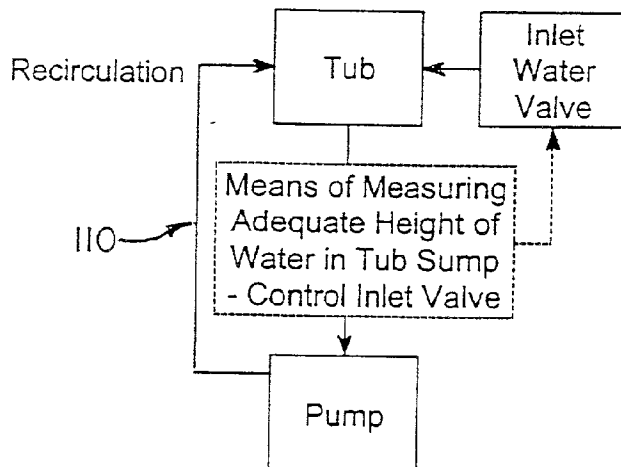 Recirculation
Tub
Inlet
Water
Valve
Means of Measuring
Adequate Height of
Water in Tub Sump
- Control Inlet Valve
110
Pump